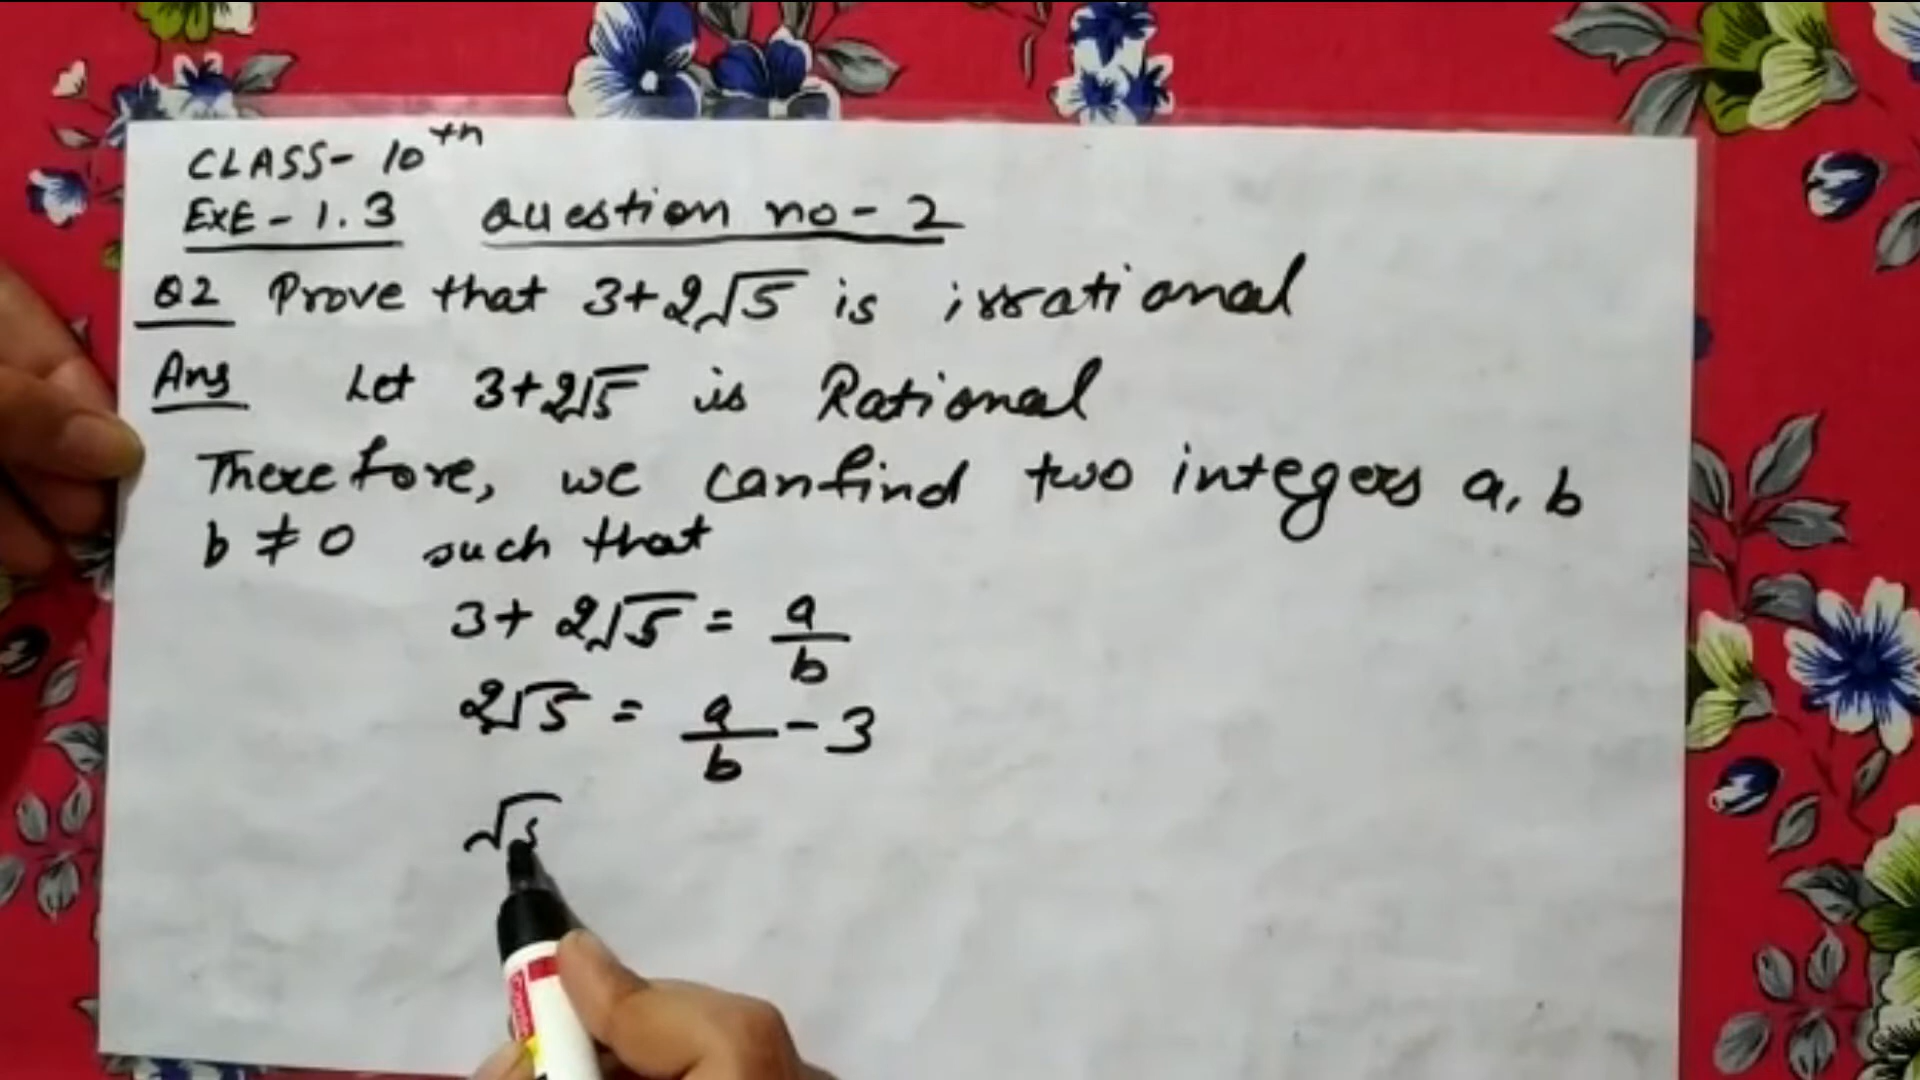 CLASS- 10th
EXE - 1.3 Question no - 2
Q2 Prove that 3+2√5 is irrational
Ans Let 3+2√5 is Rational
Therefore, we can find two integers a, b
b ≠ 0 such that
3+ 2√5 = a/b
2√5 = a/b - 3
√5